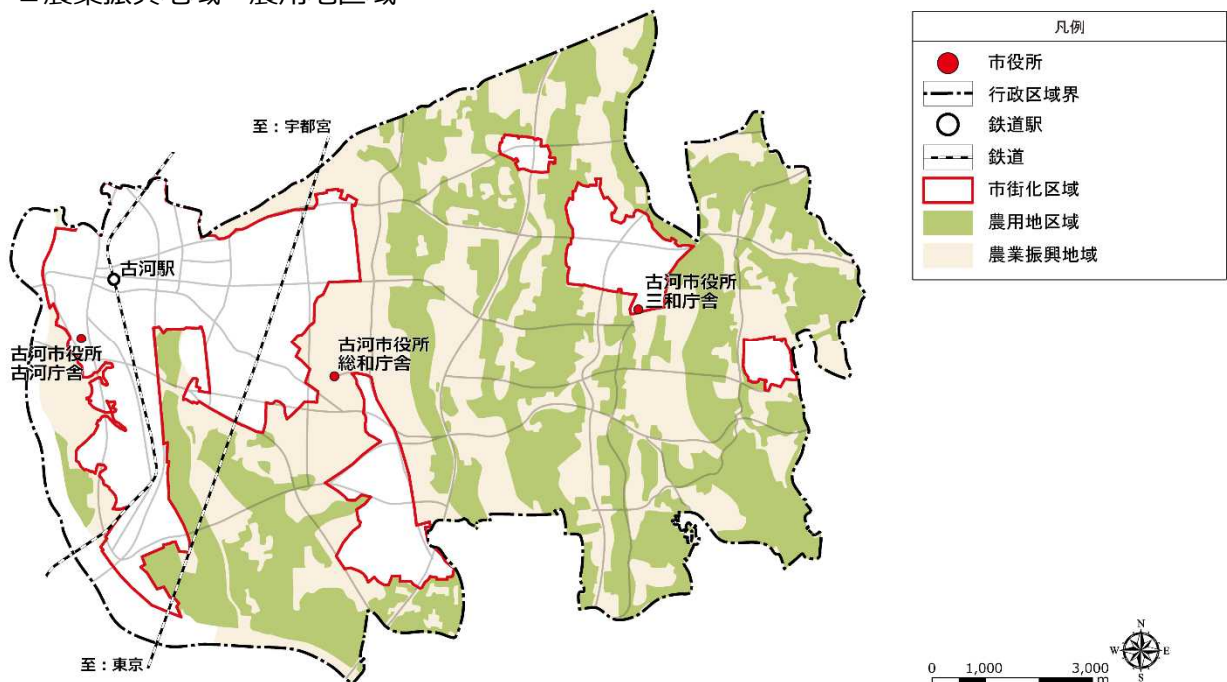 農業振興地域・農用地区域
凡例
市役所
行政区域界
鉄道駅
鉄道
市街化区域
農用地区域
農業振興地域
至：宇都宮
古河駅
古河市役所
三和庁舎
古河市役所
古河庁舎
古河市役所
総和庁舎
至：東京
N
W
E
S
0 1,000 3,000
m